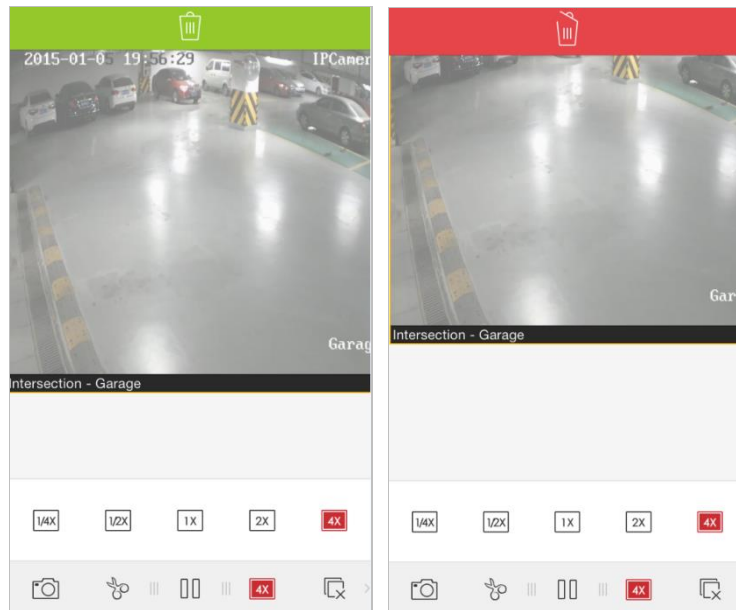 2015-01-05 19:56:29 IPCamer
Garag
Intersection - Garage
1/4X 1/2X 1X 2X 4X
4X
Gar
Intersection - Garage
1/4X 1/2X 1X 2X 4X
4X